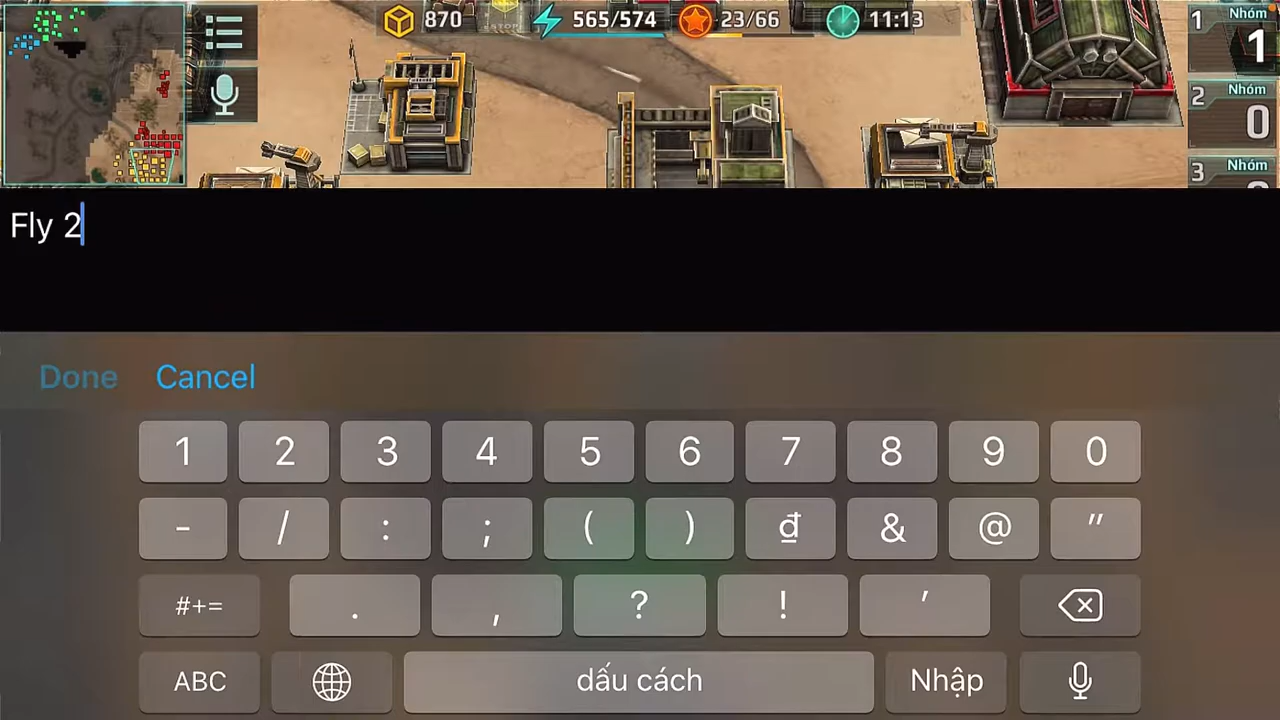 870 565/574 23/66 11:13
1 Nhóm 1
2 Nhóm 0
3 Nhóm
Fly 2
Done Cancel
1 2 3 4 5 6 7 8 9 0
- / : ; ( ) ₫ & @ "
#+= . , ? ! '
ABC dấu cách Nhập